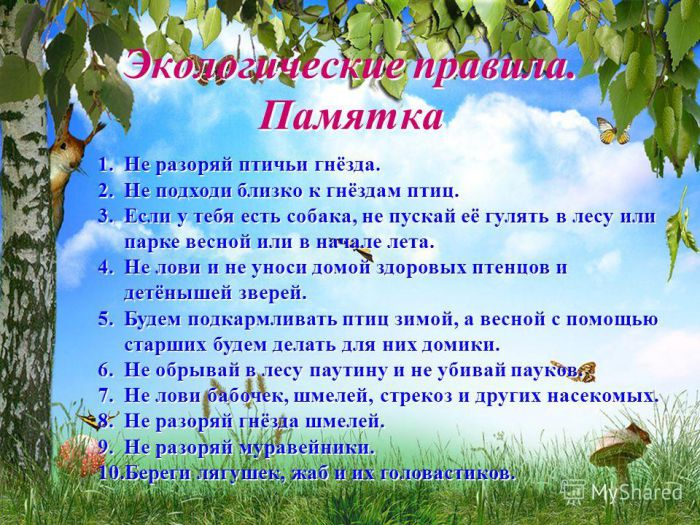 Экологические правила.
Памятка
1. Не разоряй птичьи гнёзда.
2. Не подходи близко к гнёздам птиц.
3. Если у тебя есть собака, не пускай её гулять в лесу или
парке весной или в начале лета.
4. Не лови и не уноси домой здоровых птенцов и
детёнышей зверей.
5. Будем подкармливать птиц зимой, а весной с помощью
старших будем делать для них домики.
6. Не обрывай в лесу паутину и не убивай пауков.
7. Не лови бабочек, шмелей, стрекоз и других насекомых.
8. Не разоряй гнёзда шмелей.
9. Не разоряй муравейники.
10.Береги лягушек, жаб и их головастиков.
MyShared